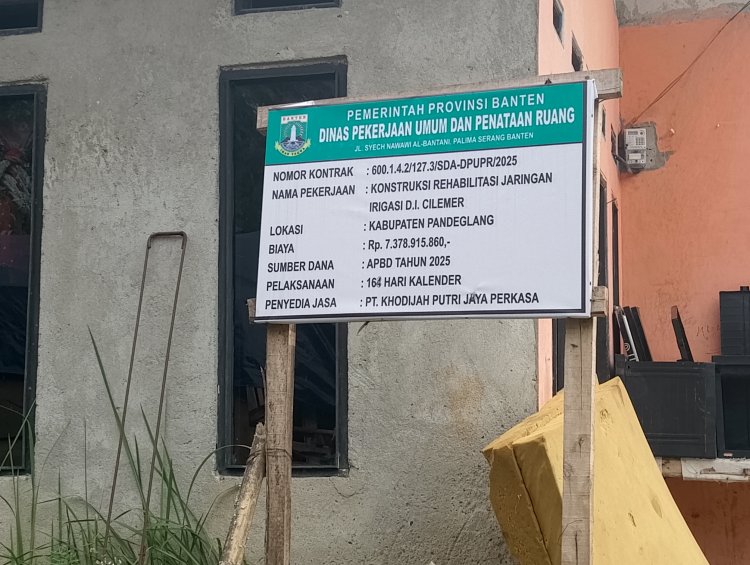 BANTEN
PEMERINTAH PROVINSI BANTEN
DINAS PEKERJAAN UMUM DAN PENATAAN RUANG
JL. SYECH NAWAWI AL-BANTANI, PALIMA SERANG BANTEN
NOMOR KONTRAK : 600.1.4.2/127.3/SDA-DPUPR/2025
NAMA PEKERJAAN : KONSTRUKSI REHABILITASI JARINGAN
IRIGASI D.I. CILEMER
LOKASI : KABUPATEN PANDEGLANG
BIAYA : Rp. 7.378.915.860,-
SUMBER DANA : APBD TAHUN 2025
PELAKSANAAN : 164 HARI KALENDER
PENYEDIA JASA : PT. KHODIJAH PUTRI JAYA PERKASA